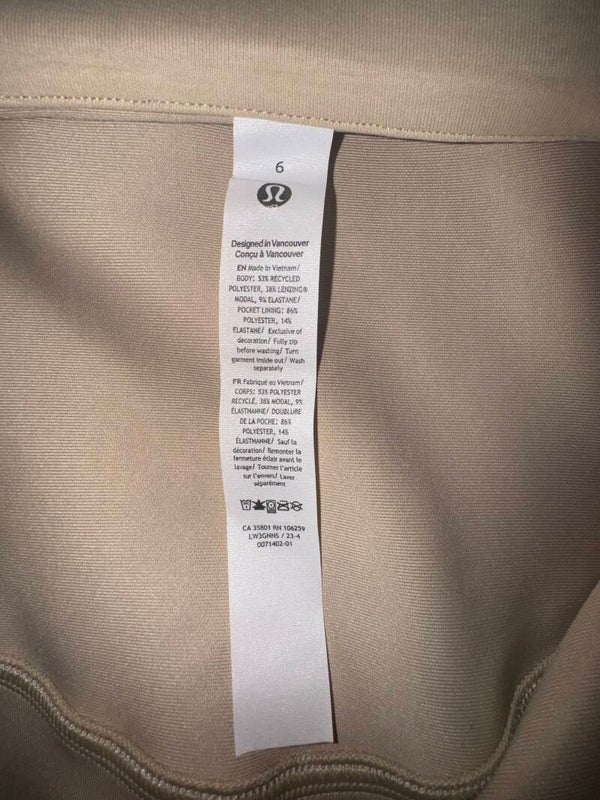 6
Designed in Vancouver
Conçu à Vancouver
EN Made in Vietnam/
BODY: 53% RECYCLED
POLYESTER, 38% LENZING®
MODAL, 9% ELASTANE/
POCKET LINING: 86%
POLYESTER, 14%
ELASTANE/ Exclusive of
decoration/ Fully zip
before washing/ Turn
garment inside out/ Wash
separately
FR Fabriqué au Vietnam/
CORPS: 53% POLYESTER
RECYCLÉ, 38% MODAL, 9%
ÉLASTHANNE/ DOUBLURE
DE LA POCHE: 86%
POLYESTER, 14%
ÉLASTHANNE/ Sauf la
décoration/ Remonter la
fermeture éclair avant le
lavage/ Tourner l'article
sur l'envers/ Laver
séparément
CA 35801 RN 106259
LW3GNNS / 23-4
0071402-01